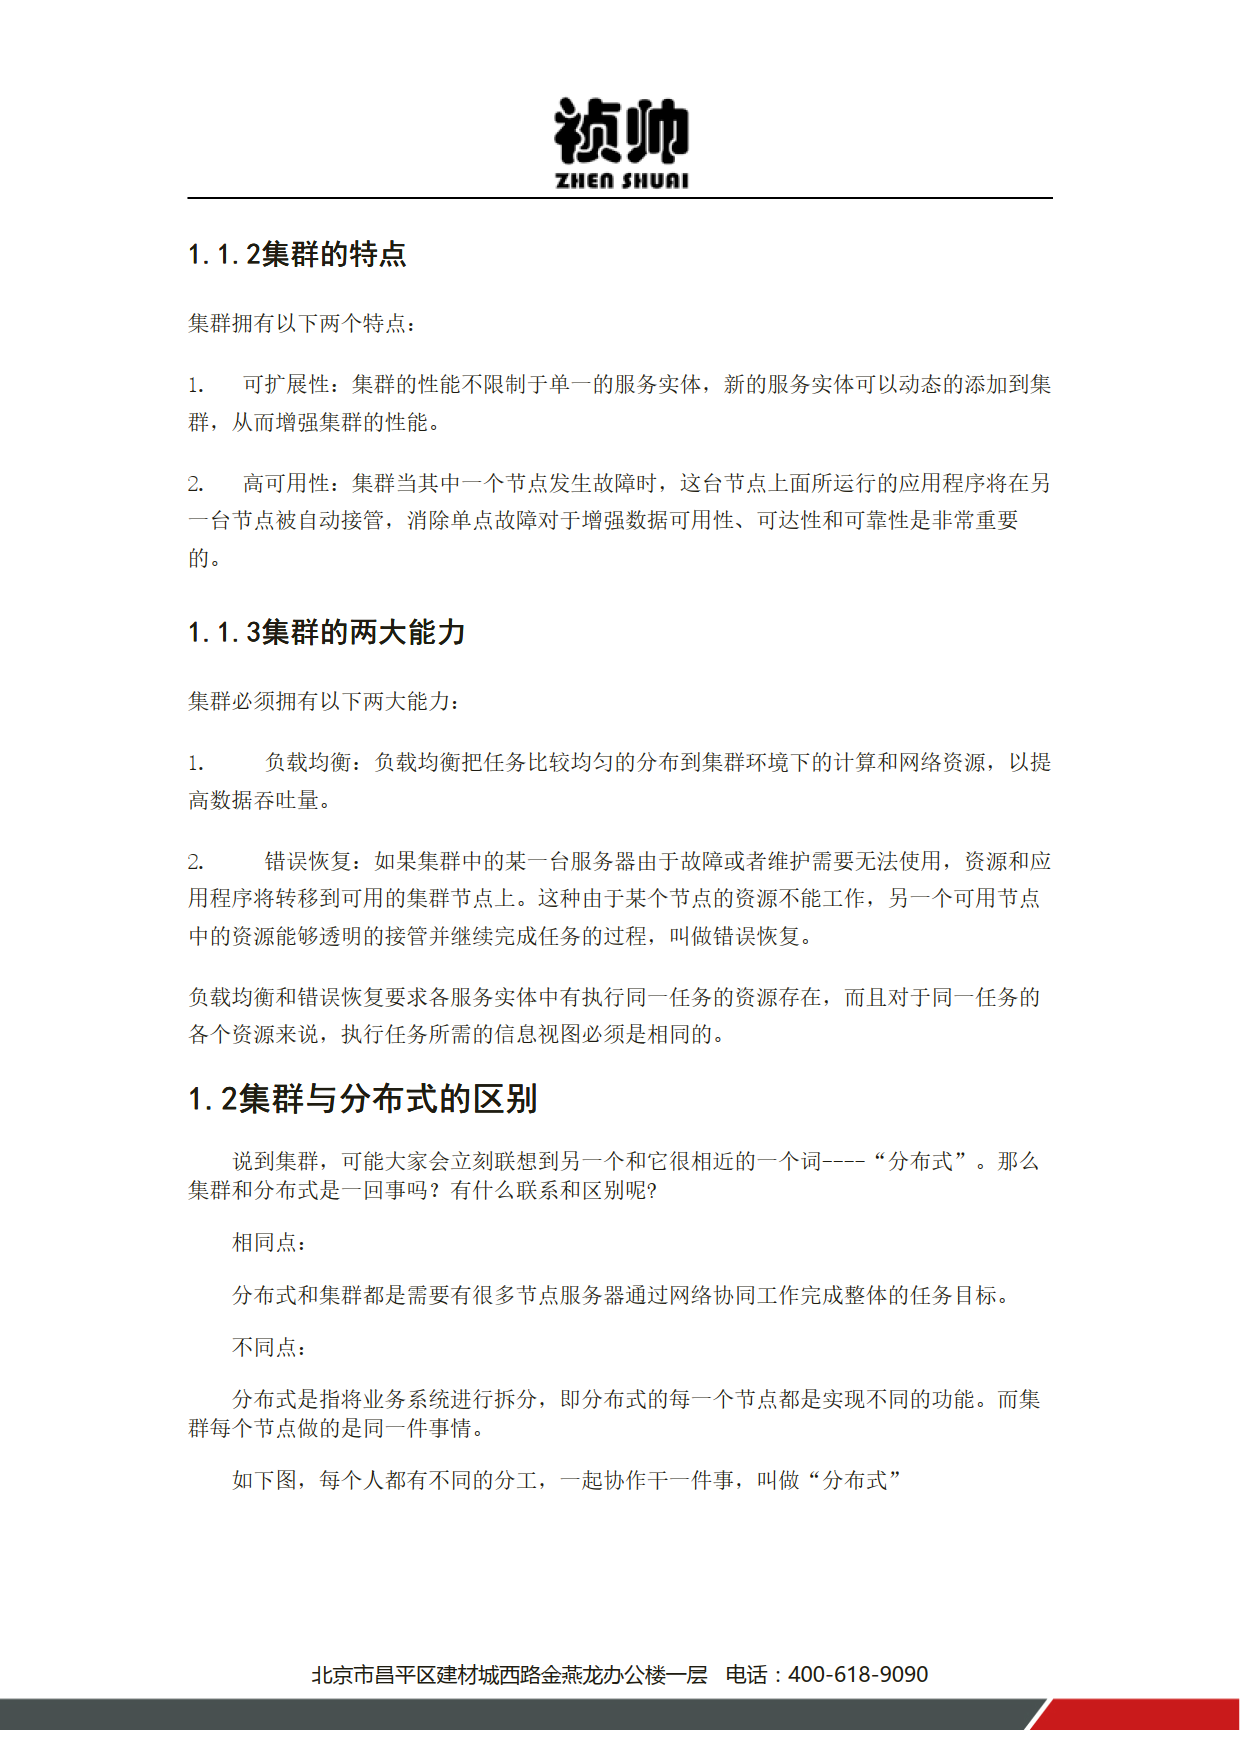 祯帅
ZHEN SHUAI
1.1.2集群的特点
集群拥有以下两个特点：
1. 可扩展性：集群的性能不限制于单一的服务实体，新的服务实体可以动态的添加到集
群，从而增强集群的性能。
2. 高可用性：集群当其中一个节点发生故障时，这台节点上面所运行的应用程序将在另
一台节点被自动接管，消除单点故障对于增强数据可用性、可达性和可靠性是非常重要
的。
1.1.3集群的两大能力
集群必须拥有以下两大能力：
1. 负载均衡：负载均衡把任务比较均匀的分布到集群环境下的计算和网络资源，以提
高数据吞吐量。
2. 错误恢复：如果集群中的某一台服务器由于故障或者维护需要无法使用，资源和应
用程序将转移到可用的集群节点上。这种由于某个节点的资源不能工作，另一个可用节点
中的资源能够透明的接管并继续完成任务的过程，叫做错误恢复。
负载均衡和错误恢复要求各服务实体中有执行同一任务的资源存在，而且对于同一任务的
各个资源来说，执行任务所需的信息视图必须是相同的。
1.2集群与分布式的区别
说到集群，可能大家会立刻联想到另一个和它很相近的一个词----“分布式”。那么
集群和分布式是一回事吗？有什么联系和区别呢?
相同点：
分布式和集群都是需要有很多节点服务器通过网络协同工作完成整体的任务目标。
不同点：
分布式是指将业务系统进行拆分，即分布式的每一个节点都是实现不同的功能。而集
群每个节点做的是同一件事情。
如下图，每个人都有不同的分工，一起协作干一件事，叫做“分布式”
北京市昌平区建材城西路金燕龙办公楼一层 电话：400-618-9090